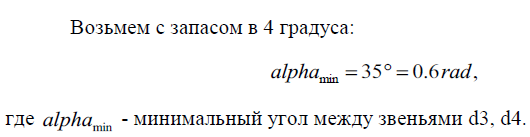 Возьмем с запасом в 4 градуса:
alpha_min = 35° = 0.6rad,
где alpha_min - минимальный угол между звеньями d3, d4.